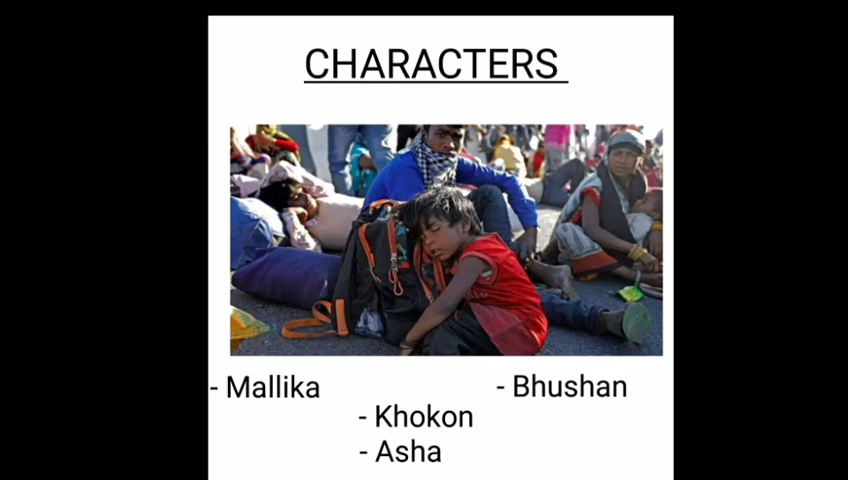 CHARACTERS
- Mallika
- Bhushan
- Khokon
- Asha